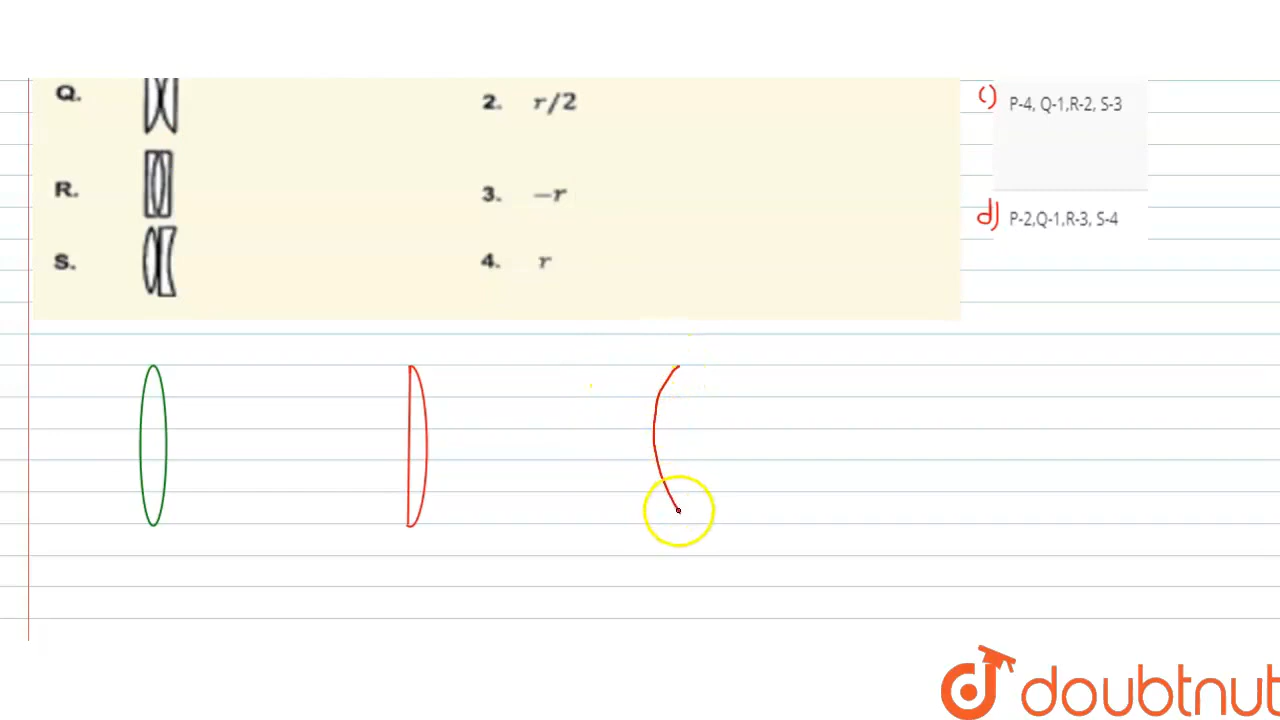 Q.
2. r/2
R.
3. −r
S.
4. r
c) P-4, Q-1,R-2, S-3
d) P-2,Q-1,R-3, S-4
doubtnut